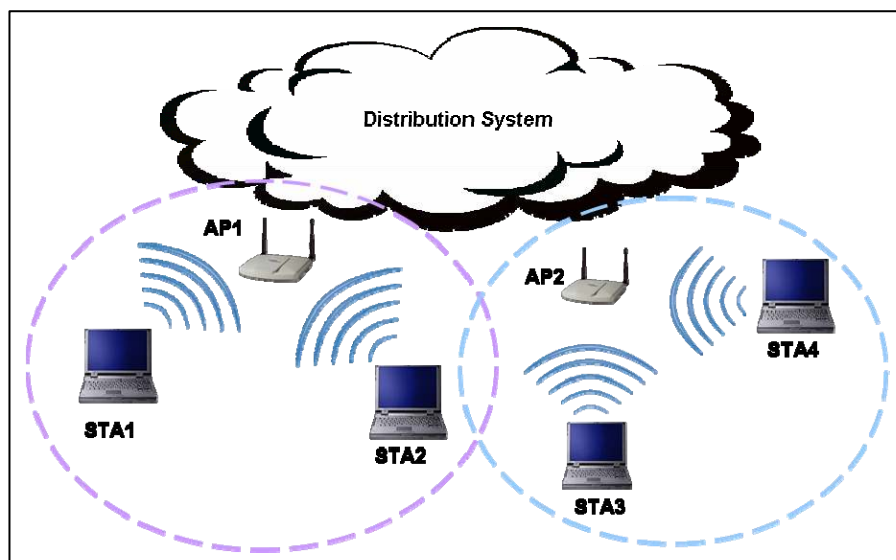 Distribution System
AP1
AP2
STA1
STA2
STA3
STA4